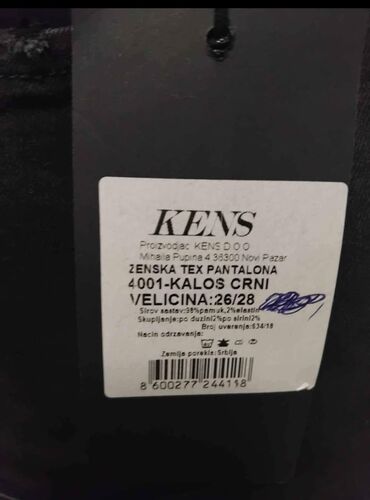 KENS
Proizvodjac KENS D.O.O
Mihaila Pupina 4 36300 Novi Pazar
ZENSKA TEX PANTALONA
4001-KALOS CRNI
VELICINA:26/28
Sirov sastav:98%pamuk,2%elastin
Skupljanje:po duzini2%po sirini2%
Broj uverenja:634/18
Nacin odrzavanja:
Zemlja porekla:Srbija
8 600277 244118